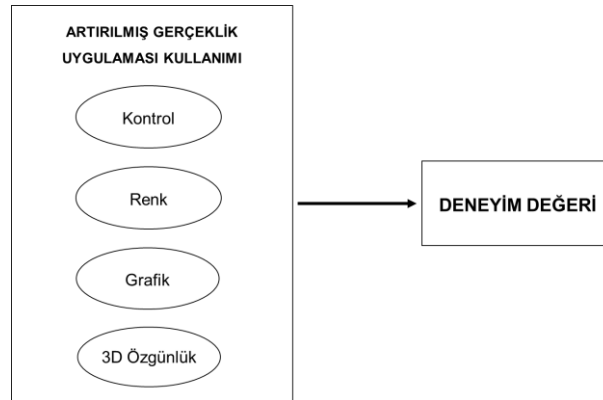 ARTIRILMIŞ GERÇEKLİK
UYGULAMASI KULLANIMI
Kontrol
Renk
Grafik
3D Özgünlük
DENEYİM DEĞERİ